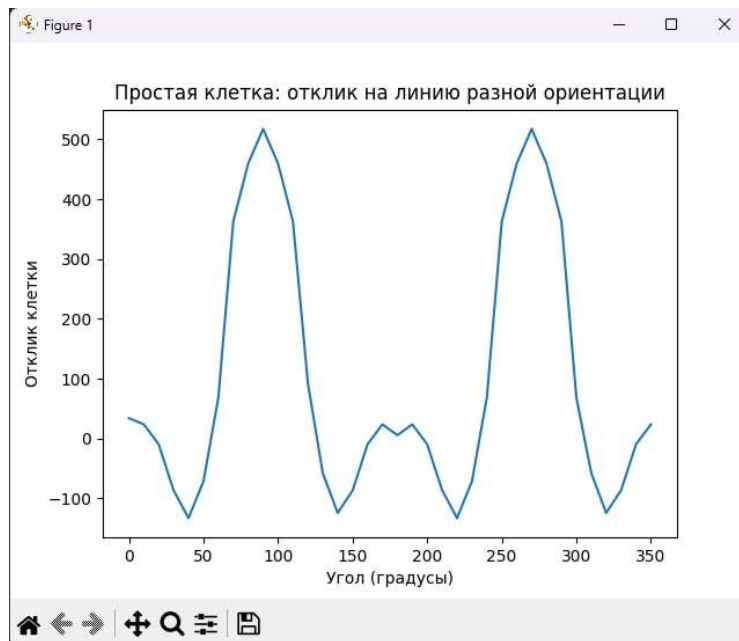 Figure 1
Простая клетка: отклик на линию разной ориентации
500
400
300
200
100
0
−100
Отклик клетки
0 50 100 150 200 250 300 350
Угол (градусы)